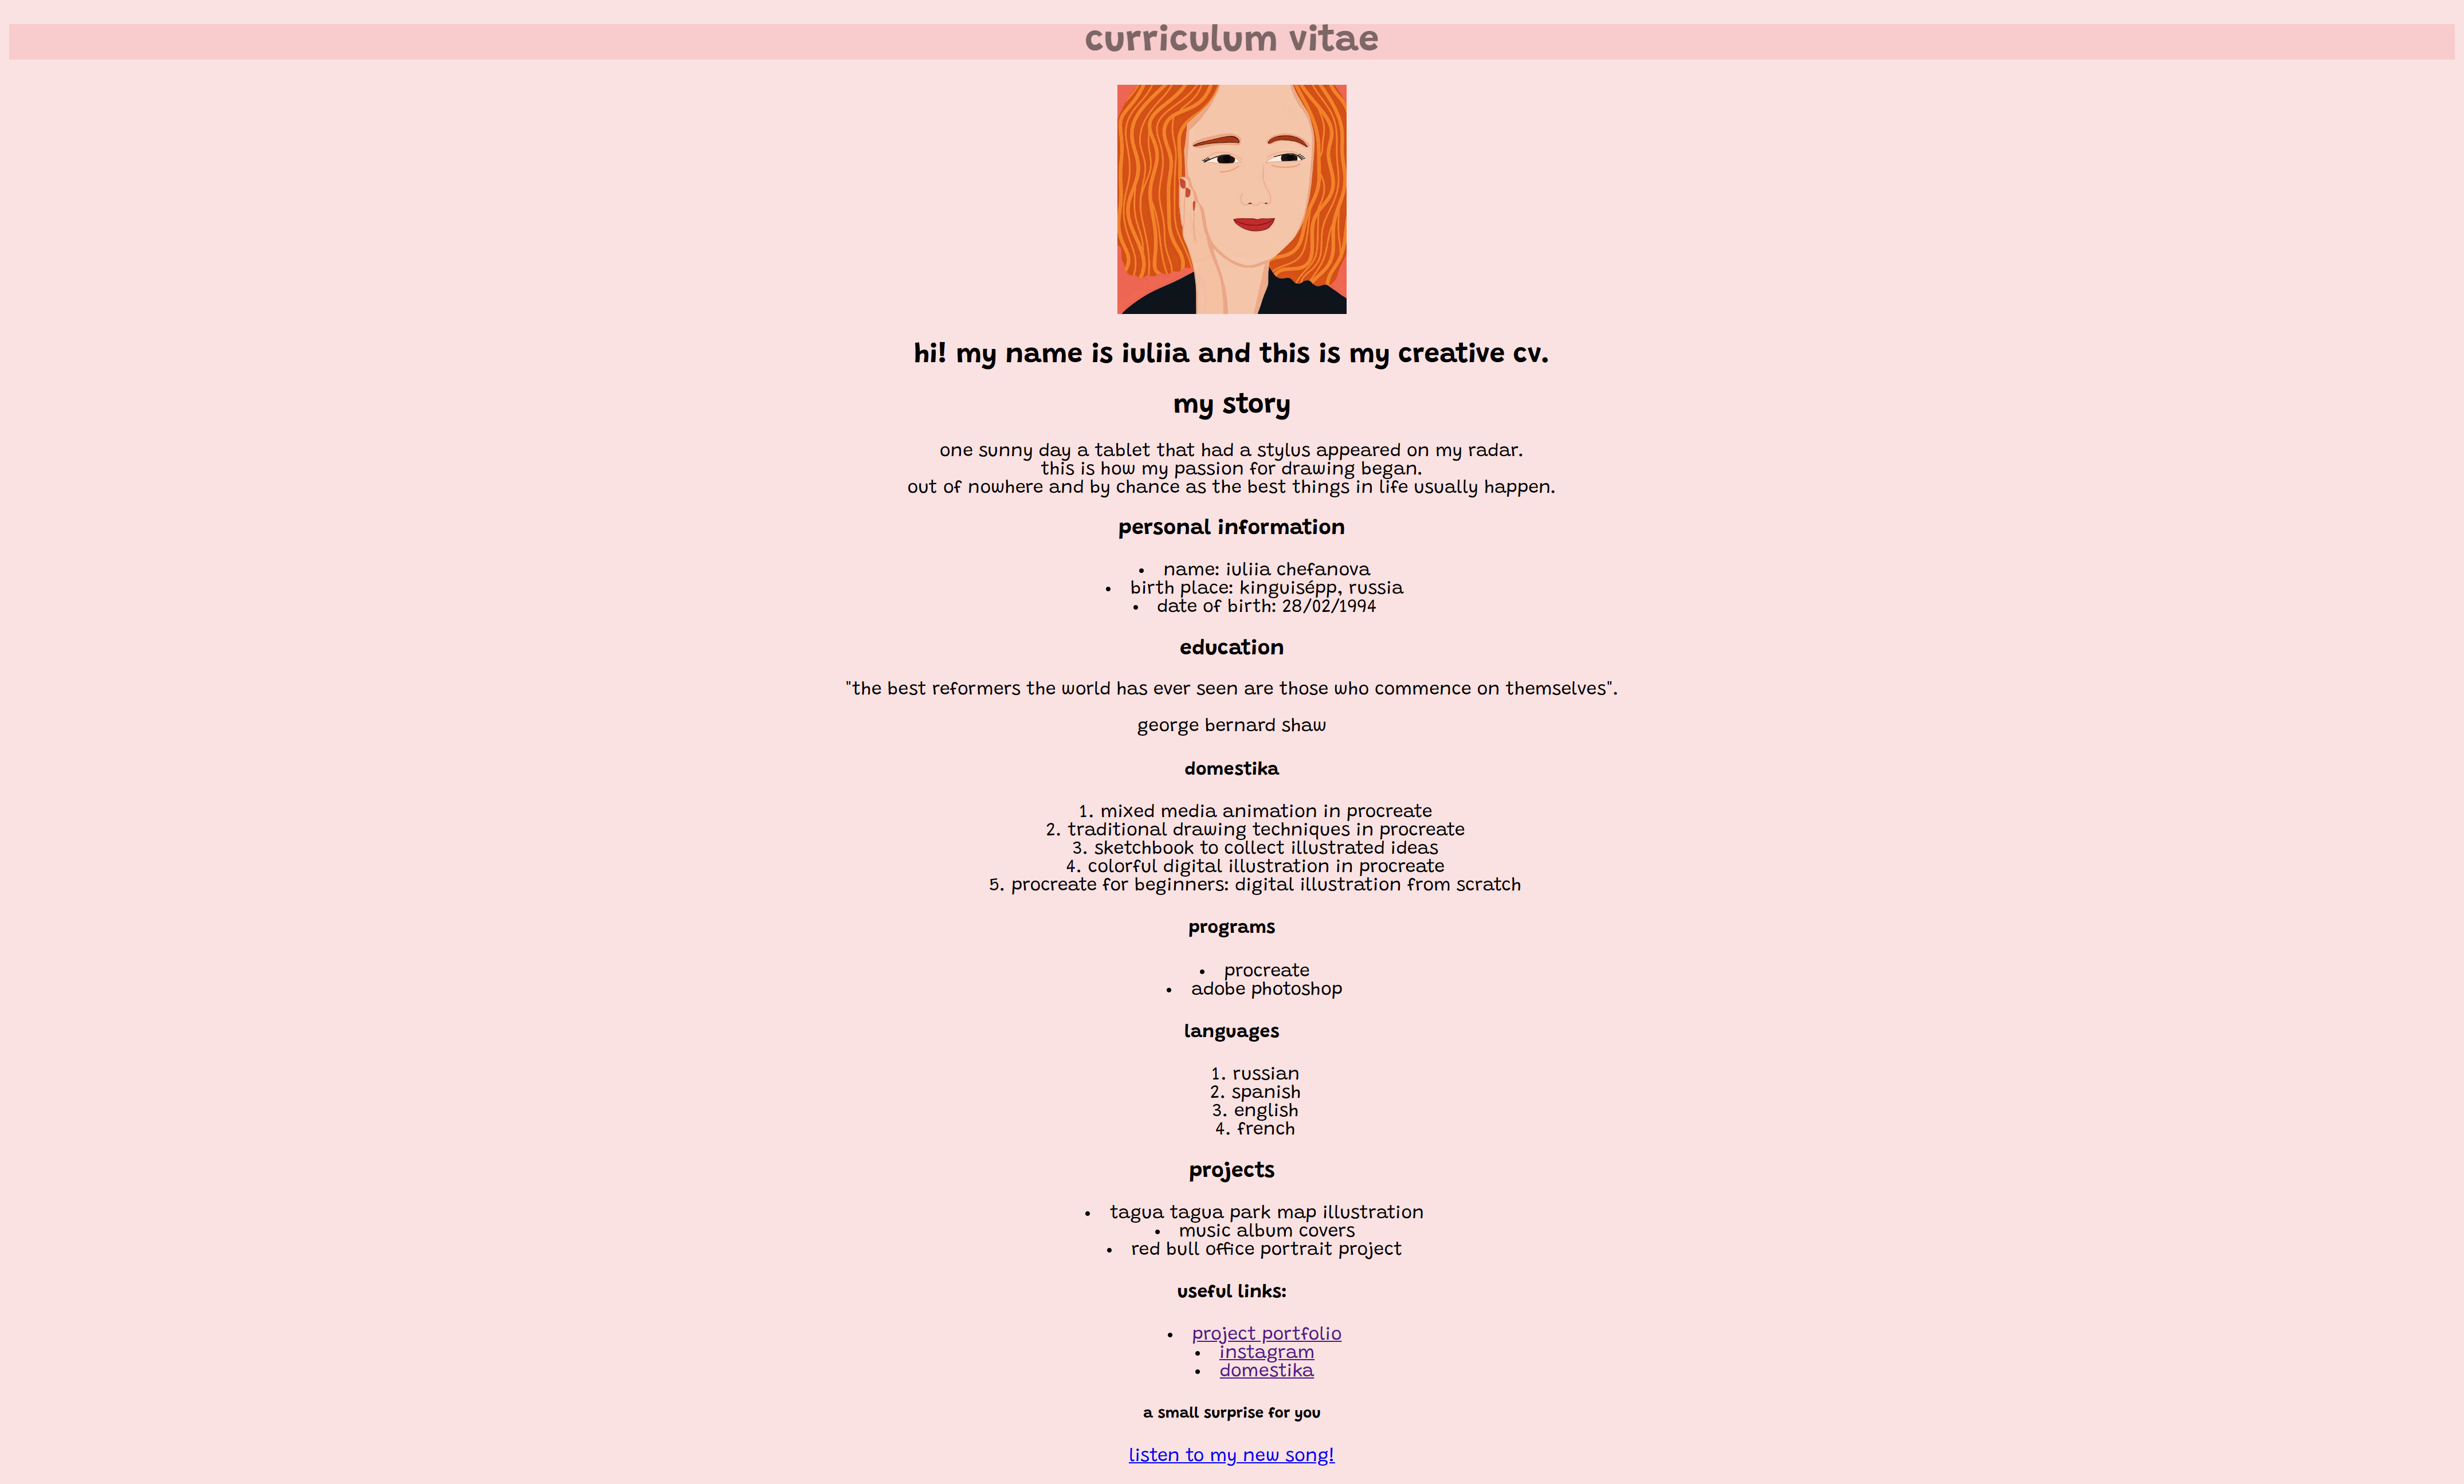 curriculum vitae
hi! my name is iuliia and this is my creative cv.
my story
one sunny day a tablet that had a stylus appeared on my radar.
this is how my passion for drawing began.
out of nowhere and by chance as the best things in life usually happen.
personal information
• name: iuliia chefanova
• birth place: kinguisépp, russia
• date of birth: 28/02/1994
education
"the best reformers the world has ever seen are those who commence on themselves".
george bernard shaw
domestika
1. mixed media animation in procreate
2. traditional drawing techniques in procreate
3. sketchbook to collect illustrated ideas
4. colorful digital illustration in procreate
5. procreate for beginners: digital illustration from scratch
programs
• procreate
• adobe photoshop
languages
1. russian
2. spanish
3. english
4. french
projects
• tagua tagua park map illustration
• music album covers
• red bull office portrait project
useful links:
• project portfolio
• instagram
• domestika
a small surprise for you
listen to my new song!